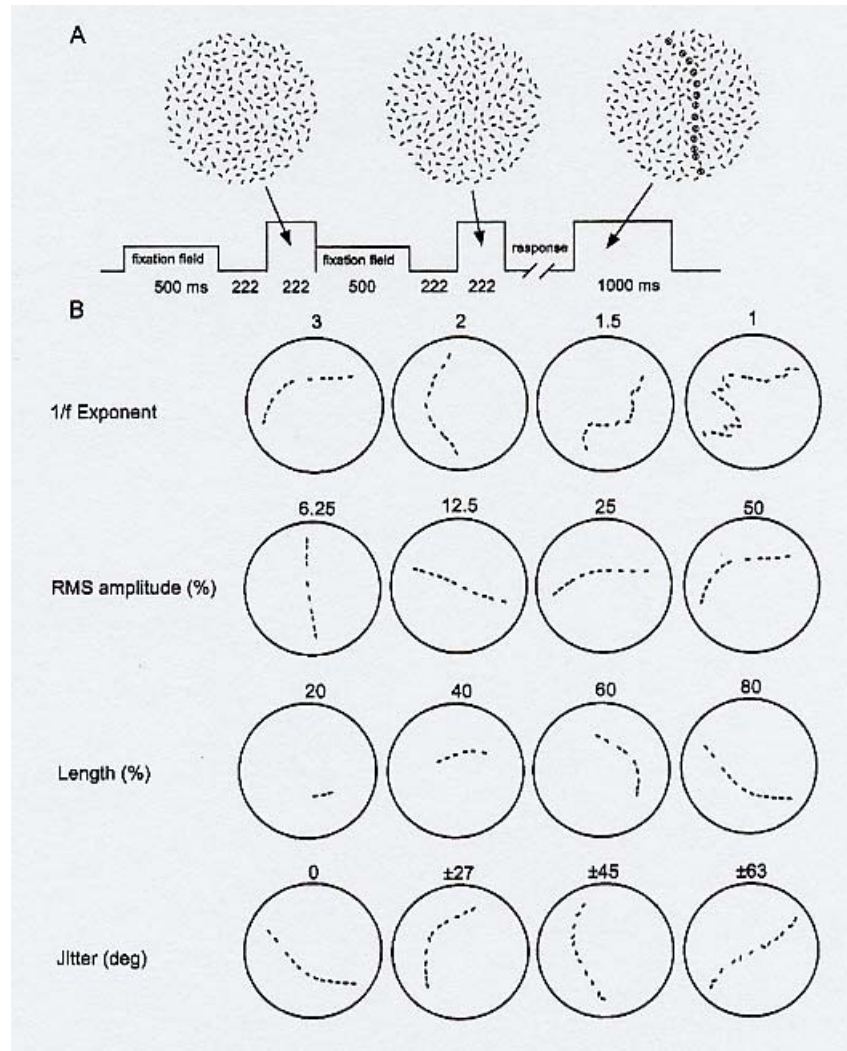 A
fixation field
fixation field
response
500 ms 222 222 500 222 222 1000 ms
B
3 2 1.5 1
1/f Exponent
6.25 12.5 25 50
RMS amplitude (%)
20 40 60 80
Length (%)
0 ±27 ±45 ±63
Jitter (deg)